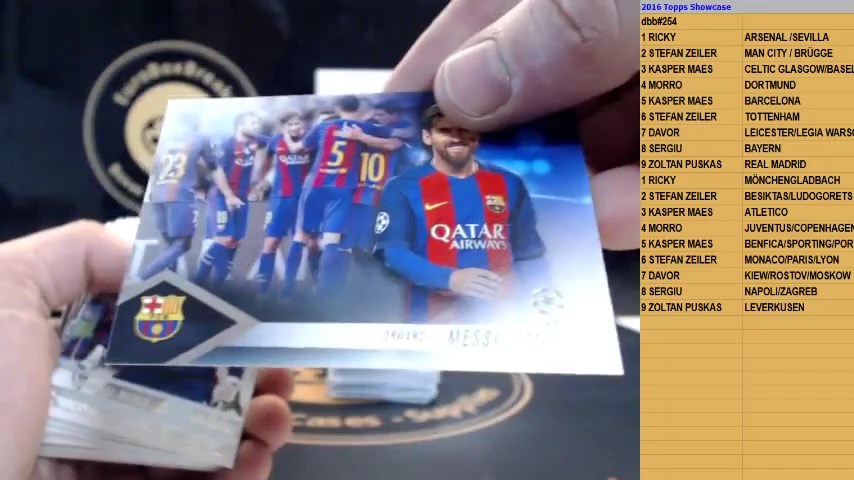 2016 Topps Showcase
dbb#254
1 RICKY ARSENAL /SEVILLA
2 STEFAN ZEILER MAN CITY / BRÜGGE
3 KASPER MAES CELTIC GLASGOW/BASEL
4 MORRO DORTMUND
5 KASPER MAES BARCELONA
6 STEFAN ZEILER TOTTENHAM
7 DAVOR LEICESTER/LEGIA WARSC
8 SERGIU BAYERN
9 ZOLTAN PUSKAS REAL MADRID
1 RICKY MÖNCHENGLADBACH
2 STEFAN ZEILER BESIKTAS/LUDOGORETS
3 KASPER MAES ATLETICO
4 MORRO JUVENTUS/COPENHAGEN
5 KASPER MAES BENFICA/SPORTING/POR
6 STEFAN ZEILER MONACO/PARIS/LYON
7 DAVOR KIEW/ROSTOV/MOSKOW
8 SERGIU NAPOLI/ZAGREB
9 ZOLTAN PUSKAS LEVERKUSEN
23
QATAR
5
10
QATAR
AIRWAYS